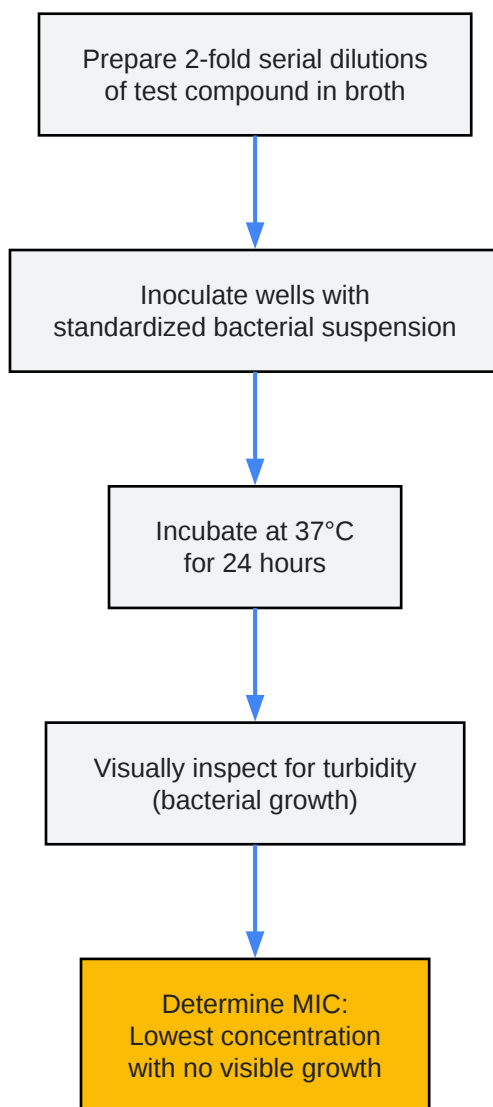 Prepare 2-fold serial dilutions
of test compound in broth
Inoculate wells with
standardized bacterial suspension
Incubate at 37°C
for 24 hours
Visually inspect for turbidity
(bacterial growth)
Determine MIC:
Lowest concentration
with no visible growth